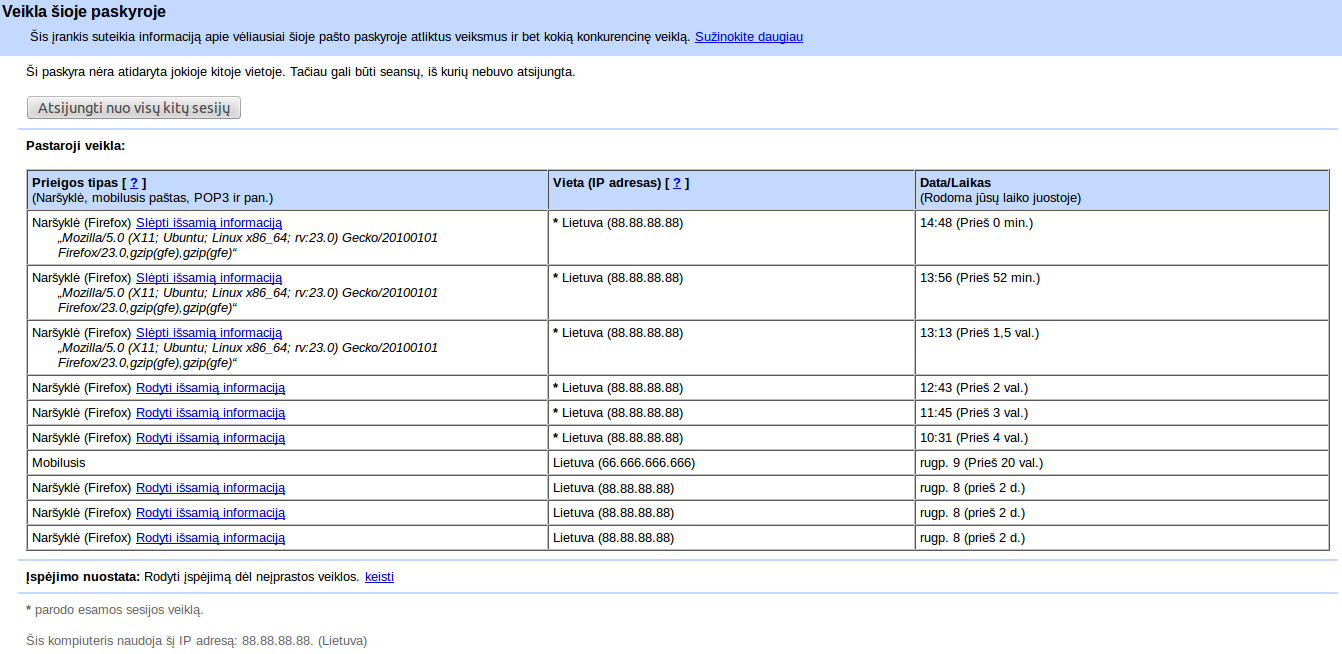 Veikla šioje paskyroje
Šis įrankis suteikia informaciją apie vėliausiai šioje pašto paskyroje atliktus veiksmus ir bet kokią konkurencinę veiklą. Sužinokite daugiau
Ši paskyra nėra atidaryta jokioje kitoje vietoje. Tačiau gali būti seansų, iš kurių nebuvo atsijungta.
Atsijungti nuo visų kitų sesijų
Pastaroji veikla:
Prieigos tipas [ ? ] Vieta (IP adresas) [ ? ] Data/Laikas
(Naršyklė, mobilusis paštas, POP3 ir pan.) (Rodoma jūsų laiko juostoje)
Naršyklė (Firefox) Slėpti išsamią informaciją * Lietuva (88.88.88.88) 14:48 (Prieš 0 min.)
„Mozilla/5.0 (X11; Ubuntu; Linux x86_64; rv:23.0) Gecko/20100101
Firefox/23.0,gzip(gfe),gzip(gfe)“
Naršyklė (Firefox) Slėpti išsamią informaciją * Lietuva (88.88.88.88) 13:56 (Prieš 52 min.)
„Mozilla/5.0 (X11; Ubuntu; Linux x86_64; rv:23.0) Gecko/20100101
Firefox/23.0,gzip(gfe),gzip(gfe)“
Naršyklė (Firefox) Slėpti išsamią informaciją * Lietuva (88.88.88.88) 13:13 (Prieš 1,5 val.)
„Mozilla/5.0 (X11; Ubuntu; Linux x86_64; rv:23.0) Gecko/20100101
Firefox/23.0,gzip(gfe),gzip(gfe)“
Naršyklė (Firefox) Rodyti išsamią informaciją * Lietuva (88.88.88.88) 12:43 (Prieš 2 val.)
Naršyklė (Firefox) Rodyti išsamią informaciją * Lietuva (88.88.88.88) 11:45 (Prieš 3 val.)
Naršyklė (Firefox) Rodyti išsamią informaciją * Lietuva (88.88.88.88) 10:31 (Prieš 4 val.)
Mobilusis Lietuva (66.666.666.666) rugp. 9 (Prieš 20 val.)
Naršyklė (Firefox) Rodyti išsamią informaciją Lietuva (88.88.88.88) rugp. 8 (prieš 2 d.)
Naršyklė (Firefox) Rodyti išsamią informaciją Lietuva (88.88.88.88) rugp. 8 (prieš 2 d.)
Naršyklė (Firefox) Rodyti išsamią informaciją Lietuva (88.88.88.88) rugp. 8 (prieš 2 d.)
Įspėjimo nuostata: Rodyti įspėjimą dėl neįprastos veiklos. keisti
* parodo esamos sesijos veiklą.
Šis kompiuteris naudoja šį IP adresą: 88.88.88.88. (Lietuva)